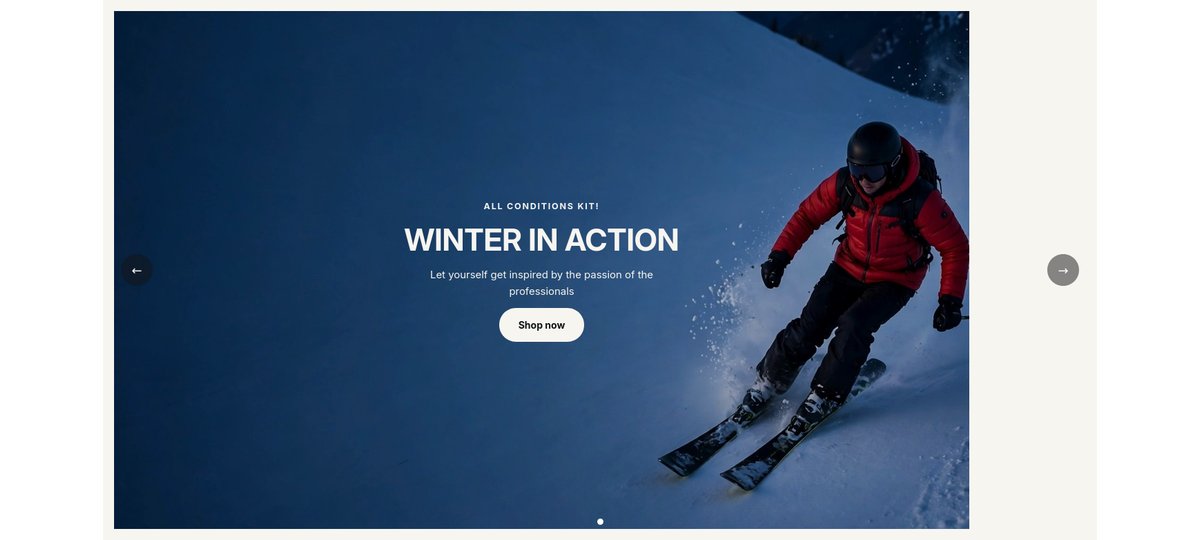 ALL CONDITIONS KIT!
WINTER IN ACTION
Let yourself get inspired by the passion of the
professionals
Shop now